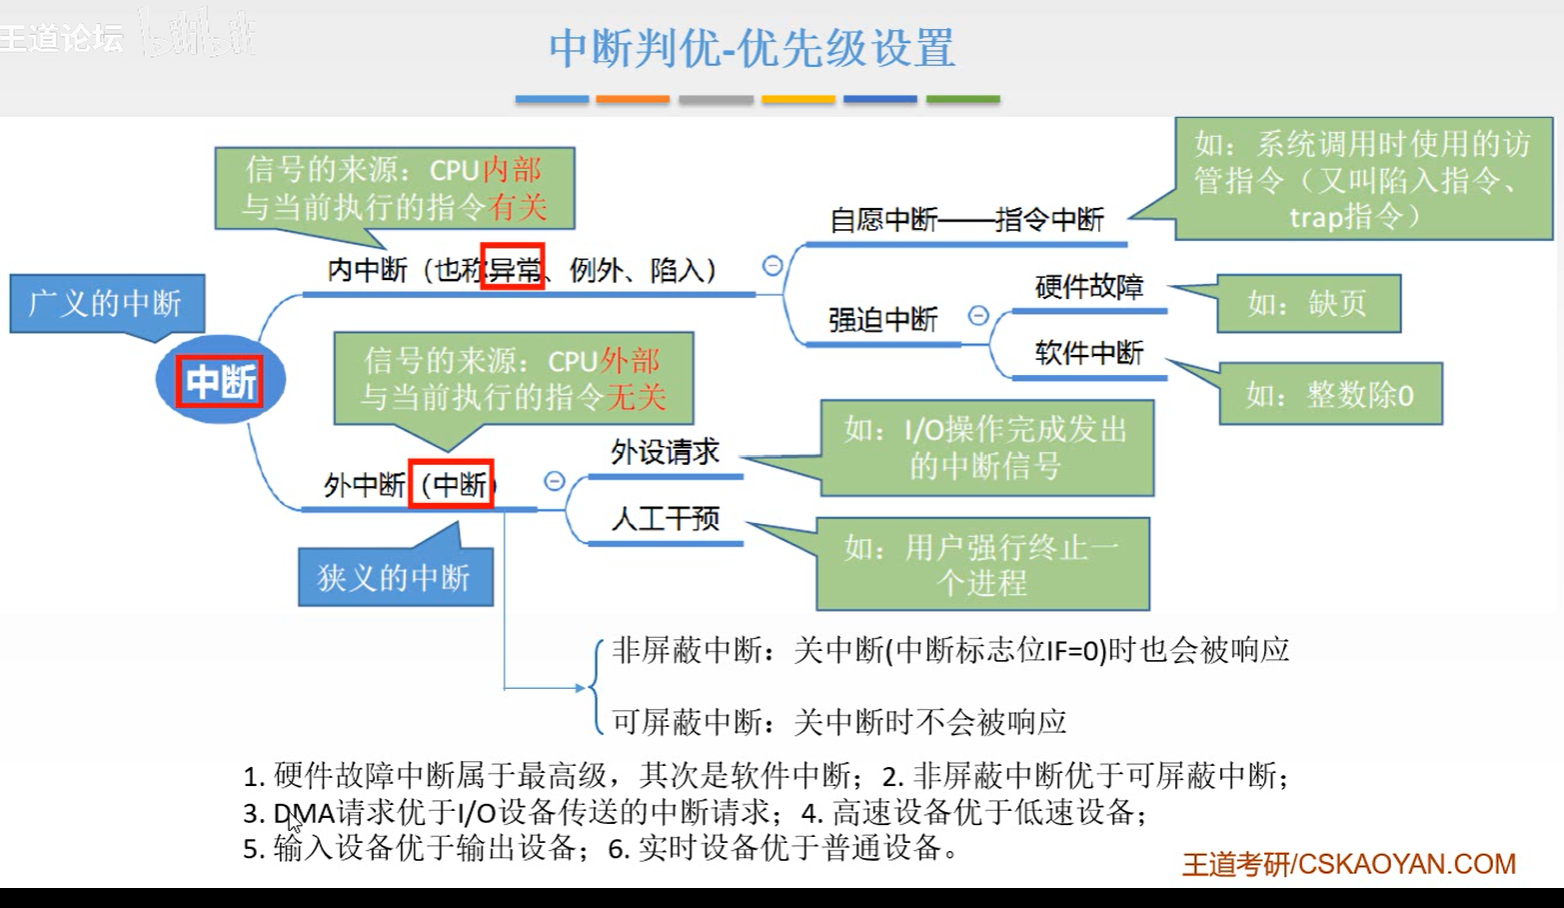 王道论坛 bilibili
中断判优-优先级设置
信号的来源：CPU内部
与当前执行的指令有关
如：系统调用时使用的访
管指令（又叫陷入指令、
trap指令）
自愿中断——指令中断
内中断（也称异常、例外、陷入）
广义的中断
硬件故障
如：缺页
强迫中断
软件中断
如：整数除0
中断
信号的来源：CPU外部
与当前执行的指令无关
外设请求
如：I/O操作完成发出
的中断信号
外中断（中断）
人工干预
如：用户强行终止一
个进程
狭义的中断
非屏蔽中断：关中断(中断标志位IF=0)时也会被响应
可屏蔽中断：关中断时不会被响应
1. 硬件故障中断属于最高级，其次是软件中断；2. 非屏蔽中断优于可屏蔽中断；
3. DMA请求优于I/O设备传送的中断请求；4. 高速设备优于低速设备；
5. 输入设备优于输出设备；6. 实时设备优于普通设备。
王道考研/CSKAOYAN.COM